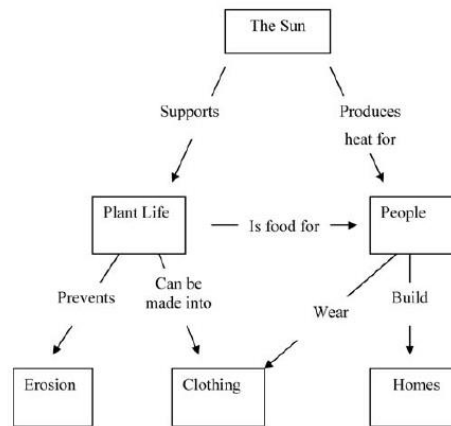 The Sun
Supports
Produces
heat for
Plant Life
Is food for
People
Prevents
Can be
made into
Wear
Build
Erosion
Clothing
Homes